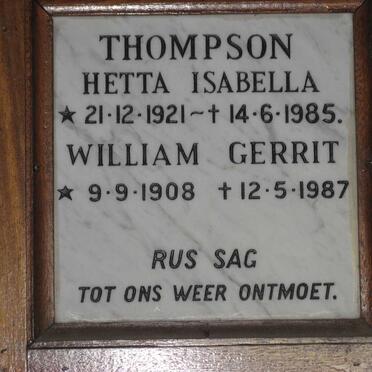 THOMPSON
HETTA ISABELLA
★ 21·12·1921~† 14·6·1985.
WILLIAM GERRIT
★ 9·9·1908 † 12·5·1987
RUS SAG
TOT ONS WEER ONTMOET.